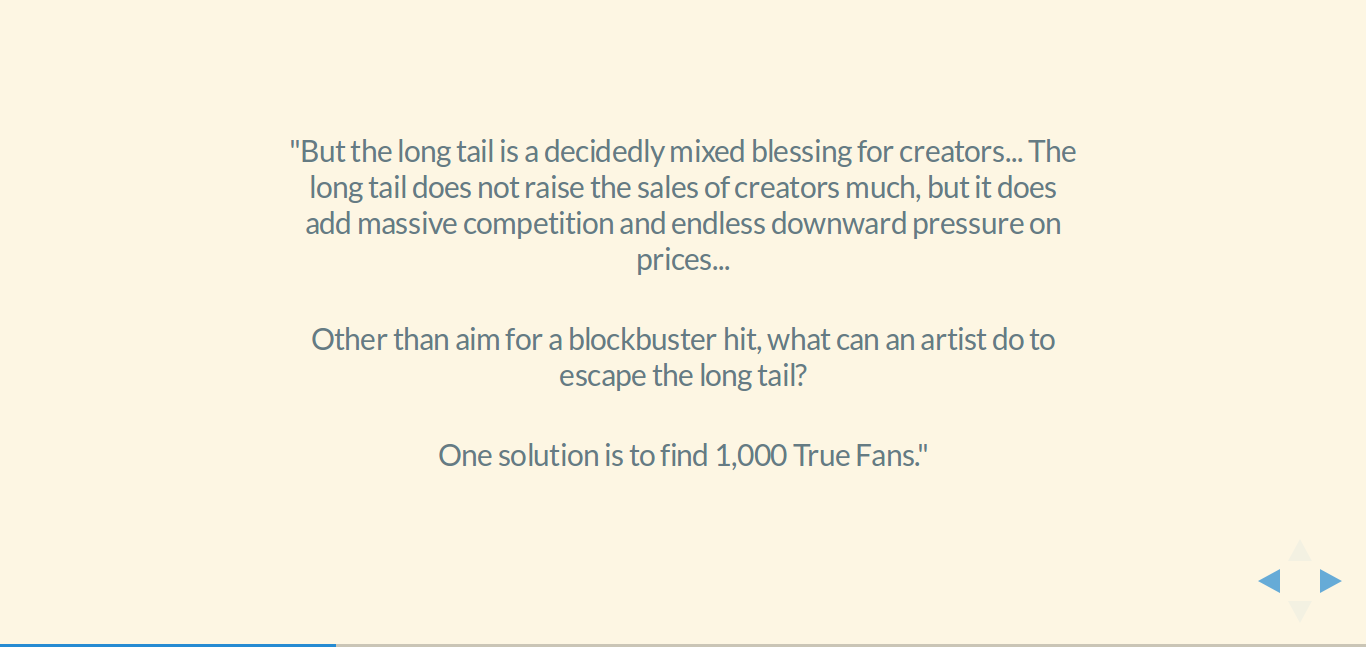 "But the long tail is a decidedly mixed blessing for creators... The
long tail does not raise the sales of creators much, but it does
add massive competition and endless downward pressure on
prices...
Other than aim for a blockbuster hit, what can an artist do to
escape the long tail?
One solution is to find 1,000 True Fans."